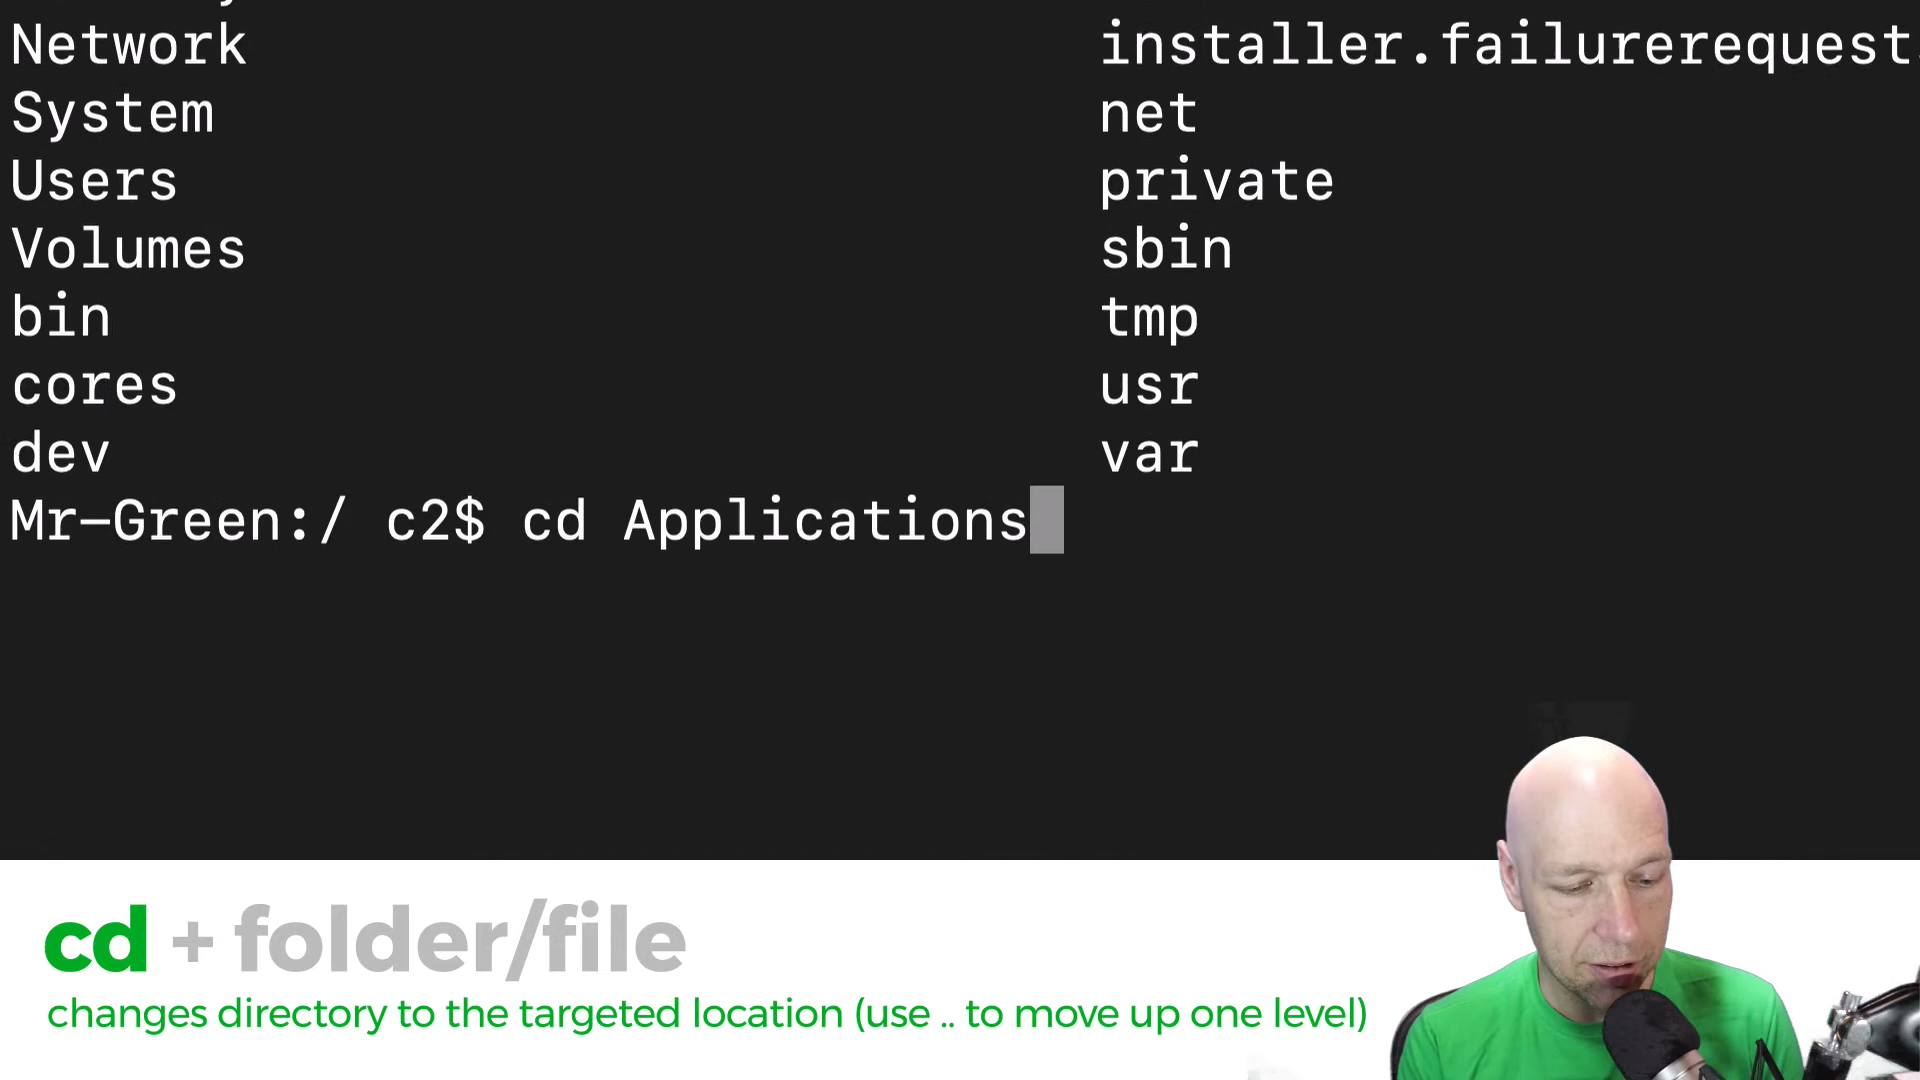 Network installer.failurerequest
System net
Users private
Volumes sbin
bin tmp
cores usr
dev var
Mr-Green:/ c2$ cd Applications
cd + folder/file
changes directory to the targeted location (use .. to move up one level)